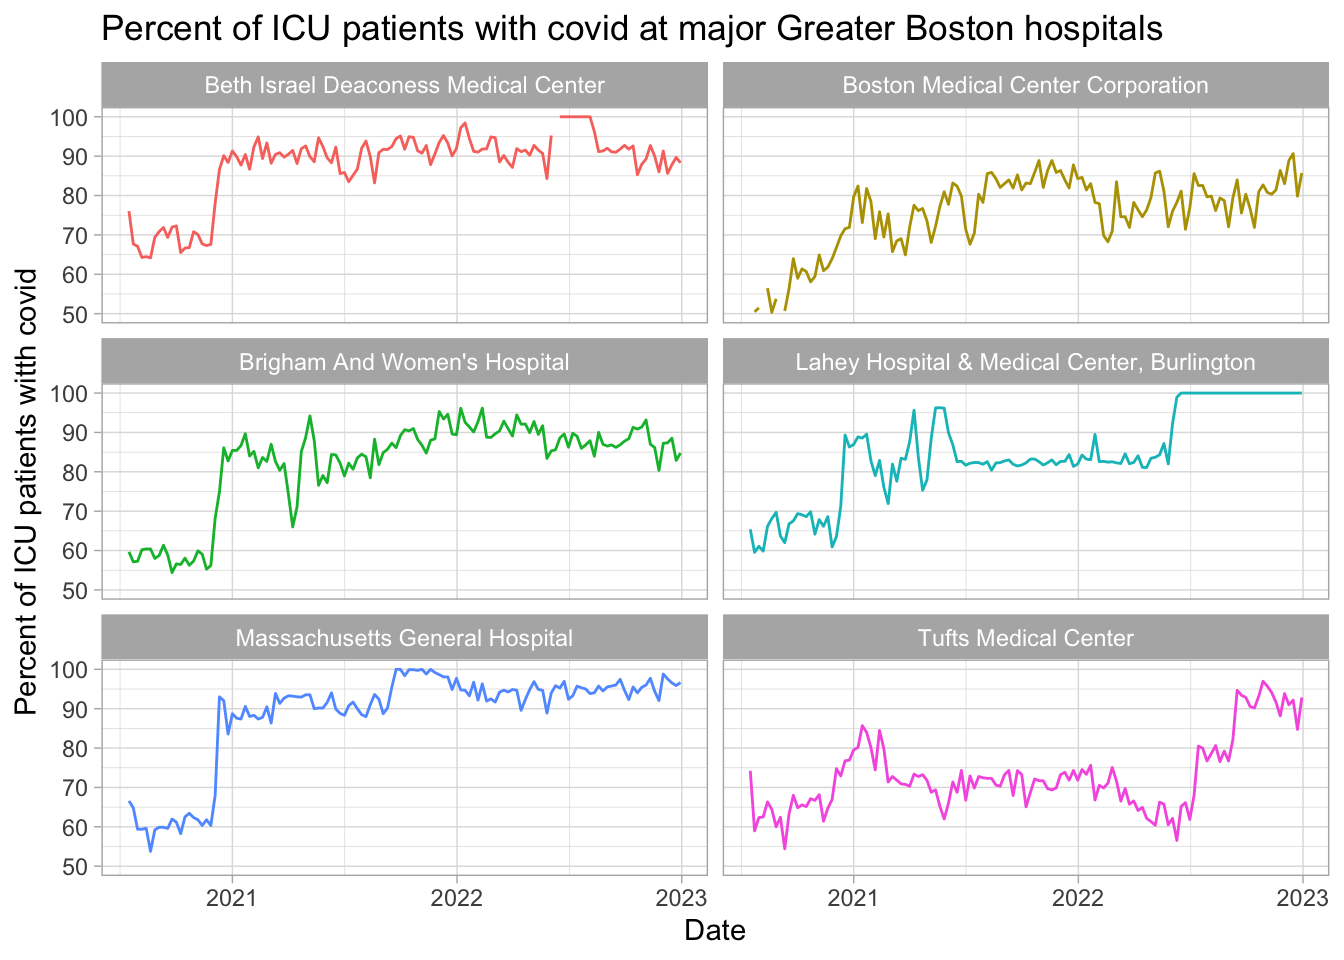 Percent of ICU patients with covid at major Greater Boston hospitals
Beth Israel Deaconess Medical Center
Boston Medical Center Corporation
100
90
80
70
60
50
Brigham And Women's Hospital
Lahey Hospital & Medical Center, Burlington
100
90
80
70
60
50
Massachusetts General Hospital
Tufts Medical Center
100
90
80
70
60
50
2021
2022
2023
2021
2022
2023
Date
Percent of ICU patients witth covid